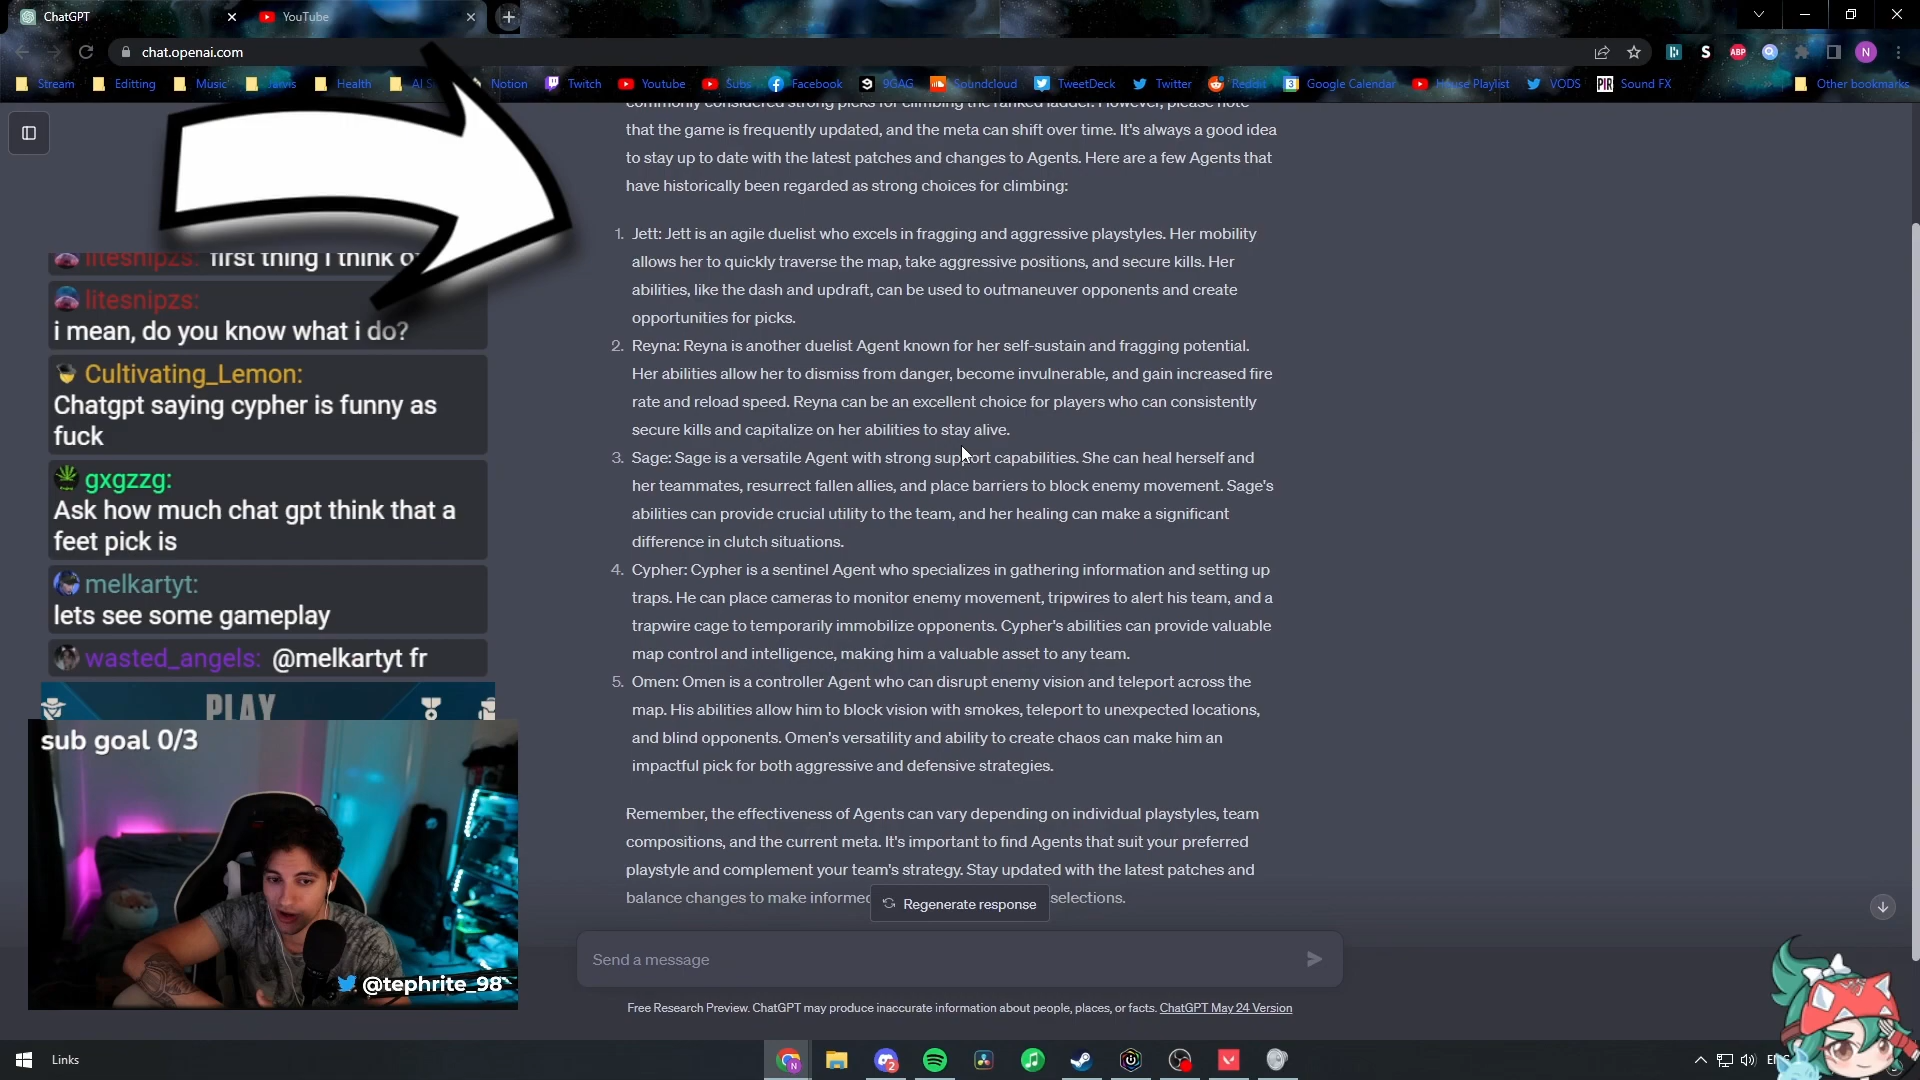 ChatGPT
YouTube
chat.openai.com
Stream Editting Music Jarvis Health AI S Notion Twitch Youtube Subs Facebook 9GAG Soundcloud TweetDeck Twitter Reddit Google Calendar House Playlist VODS Sound FX Other bookmarks
commonly considered strong picks for climbing the ranked ladder. However, please note
that the game is frequently updated, and the meta can shift over time. It's always a good idea
to stay up to date with the latest patches and changes to Agents. Here are a few Agents that
have historically been regarded as strong choices for climbing:
1. Jett: Jett is an agile duelist who excels in fragging and aggressive playstyles. Her mobility
allows her to quickly traverse the map, take aggressive positions, and secure kills. Her
abilities, like the dash and updraft, can be used to outmaneuver opponents and create
opportunities for picks.
2. Reyna: Reyna is another duelist Agent known for her self-sustain and fragging potential.
Her abilities allow her to dismiss from danger, become invulnerable, and gain increased fire
rate and reload speed. Reyna can be an excellent choice for players who can consistently
secure kills and capitalize on her abilities to stay alive.
3. Sage: Sage is a versatile Agent with strong support capabilities. She can heal herself and
her teammates, resurrect fallen allies, and place barriers to block enemy movement. Sage's
abilities can provide crucial utility to the team, and her healing can make a significant
difference in clutch situations.
4. Cypher: Cypher is a sentinel Agent who specializes in gathering information and setting up
traps. He can place cameras to monitor enemy movement, tripwires to alert his team, and a
trapwire cage to temporarily immobilize opponents. Cypher's abilities can provide valuable
map control and intelligence, making him a valuable asset to any team.
5. Omen: Omen is a controller Agent who can disrupt enemy vision and teleport across the
map. His abilities allow him to block vision with smokes, teleport to unexpected locations,
and blind opponents. Omen's versatility and ability to create chaos can make him an
impactful pick for both aggressive and defensive strategies.
Remember, the effectiveness of Agents can vary depending on individual playstyles, team
compositions, and the current meta. It's important to find Agents that suit your preferred
playstyle and complement your team's strategy. Stay updated with the latest patches and
balance changes to make informed selections.
Regenerate response
Send a message
Free Research Preview. ChatGPT may produce inaccurate information about people, places, or facts. ChatGPT May 24 Version
litesnipzs: first thing i think o
litesnipzs:
i mean, do you know what i do?
Cultivating_Lemon:
Chatgpt saying cypher is funny as
fuck
gxgzzg:
Ask how much chat gpt think that a
feet pick is
melkartyt:
lets see some gameplay
wasted_angels: @melkartyt fr
PLAY
sub goal 0/3
@tephrite_98
Links